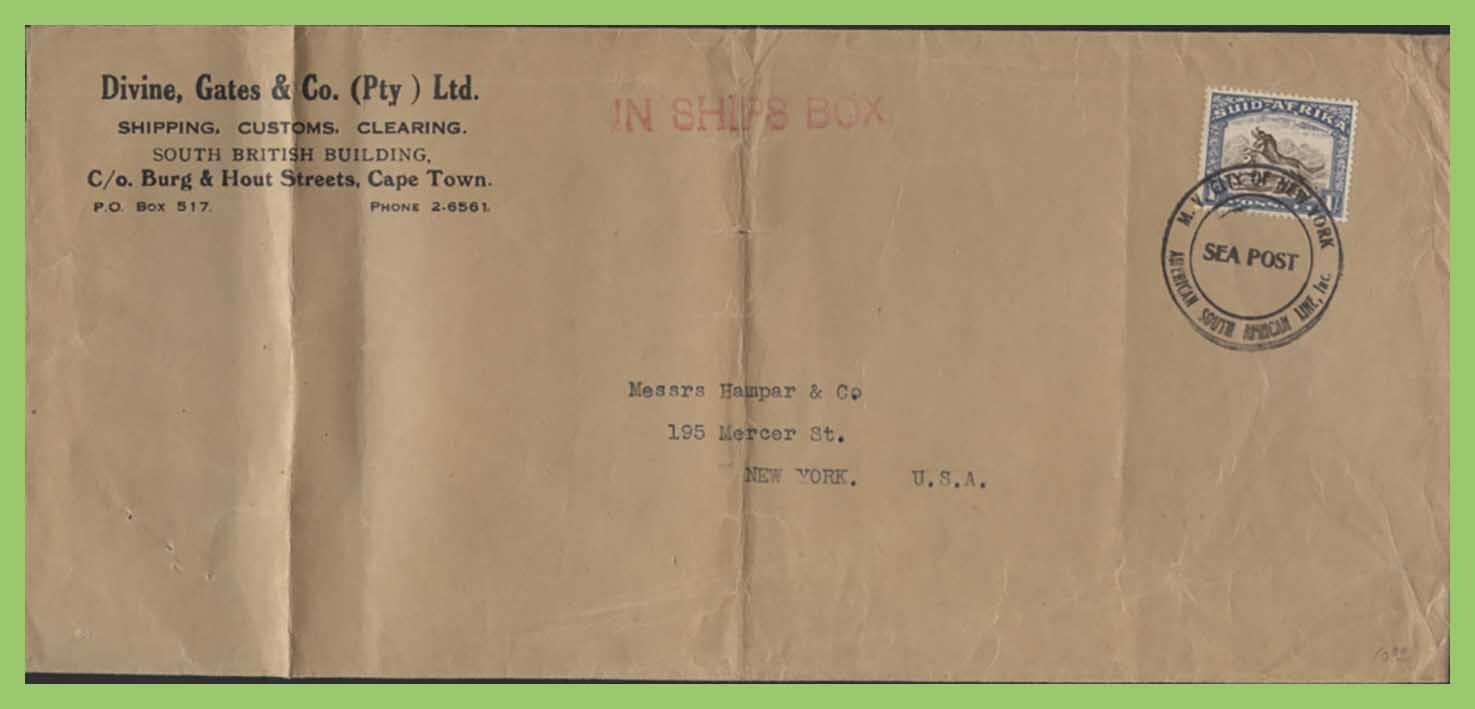 Divine, Gates & Co. (Pty ) Ltd.
SHIPPING, CUSTOMS, CLEARING.
SOUTH BRITISH BUILDING,
C/o. Burg & Hout Streets, Cape Town.
P.O. Box 517. PHONE 2-6561.
IN SHIPS BOX
SUID-AFRIKA
M.V. CITY OF NEW YORK
SEA POST
AMERICAN SOUTH AFRICAN LINE, Inc.
Messrs Hampar & Co
195 Mercer St.
NEW YORK. U.S.A.